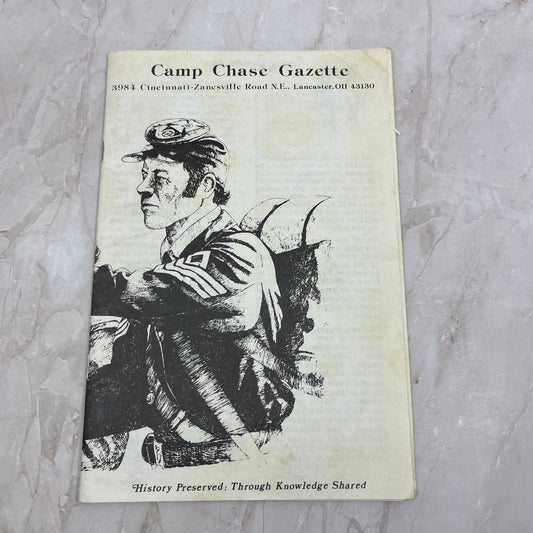 Camp Chase Gazette
3984 Cincinnati-Zanesville Road N.E., Lancaster, OH 43130
History Preserved; Through Knowledge Shared